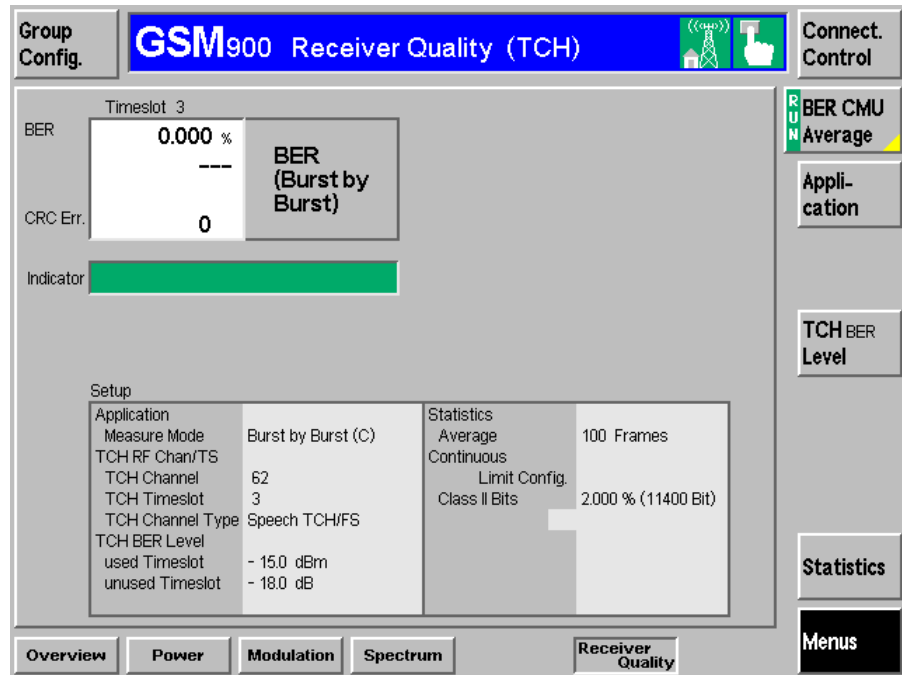 Group
Config.
GSM900 Receiver Quality (TCH)
((cφɔ))
Connect.
Control
Timeslot 3
BER
0.000 %
---
CRC Err.
0
BER
(Burst by
Burst)
RUN
BER CMU
Average
Appli-
cation
Indicator
TCH BER
Level
Setup
Application
Measure Mode Burst by Burst (C)
TCH RF Chan/TS
TCH Channel 62
TCH Timeslot 3
TCH Channel Type Speech TCH/FS
TCH BER Level
used Timeslot - 15.0 dBm
unused Timeslot - 18.0 dB
Statistics
Average 100 Frames
Continuous
Limit Config.
Class II Bits 2.000 % (11400 Bit)
Statistics
Overview
Power
Modulation
Spectrum
Receiver
Quality
Menus